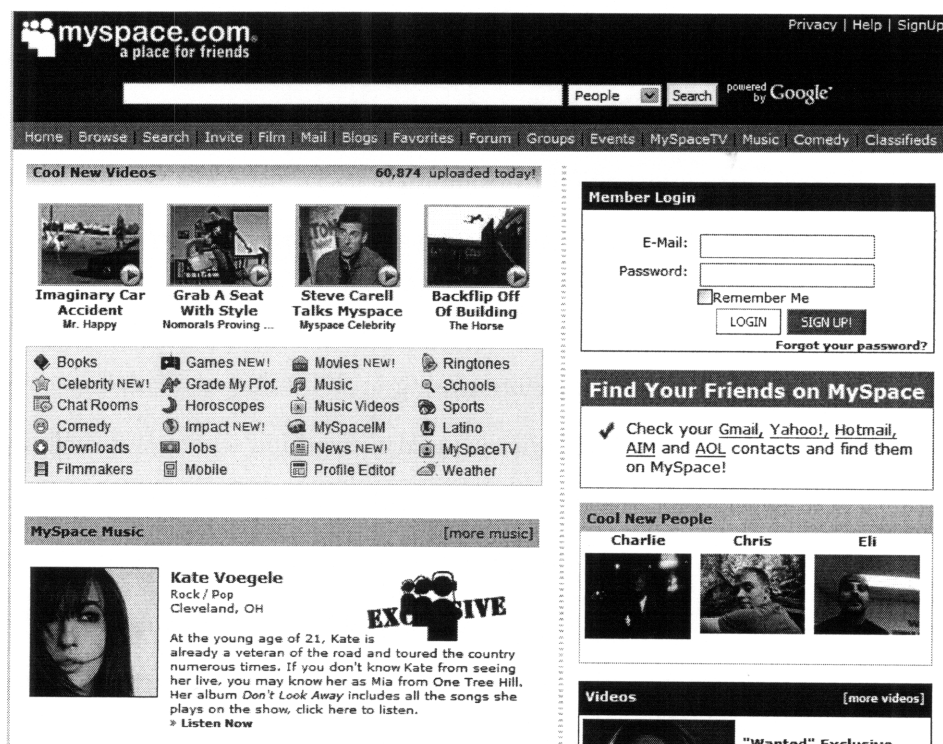 myspace.com®
a place for friends
Privacy | Help | SignUp
People
Search
powered by Google
Home | Browse | Search | Invite | Film | Mail | Blogs | Favorites | Forum | Groups | Events | MySpaceTV | Music | Comedy | Classifieds
Cool New Videos
60,874 uploaded today!
Imaginary Car Accident
Mr. Happy
Grab A Seat With Style
Nomorals Proving ...
Steve Carell Talks Myspace
Myspace Celebrity
Backflip Off Of Building
The Horse
Books
Games NEW!
Movies NEW!
Ringtones
Celebrity NEW!
Grade My Prof.
Music
Schools
Chat Rooms
Horoscopes
Music Videos
Sports
Comedy
Impact NEW!
MySpaceIM
Latino
Downloads
Jobs
News NEW!
MySpaceTV
Filmmakers
Mobile
Profile Editor
Weather
MySpace Music
[more music]
Kate Voegele
Rock / Pop
Cleveland, OH
EXCLUSIVE
At the young age of 21, Kate is
already a veteran of the road and toured the country
numerous times. If you don't know Kate from seeing
her live, you may know her as Mia from One Tree Hill.
Her album Don't Look Away includes all the songs she
plays on the show, click here to listen.
» Listen Now
Member Login
E-Mail:
Password:
Remember Me
LOGIN
SIGN UP!
Forgot your password?
Find Your Friends on MySpace
Check your Gmail, Yahoo!, Hotmail,
AIM and AOL contacts and find them
on MySpace!
Cool New People
Charlie
Chris
Eli
Videos
[more videos]
"Wanted" Exclusive